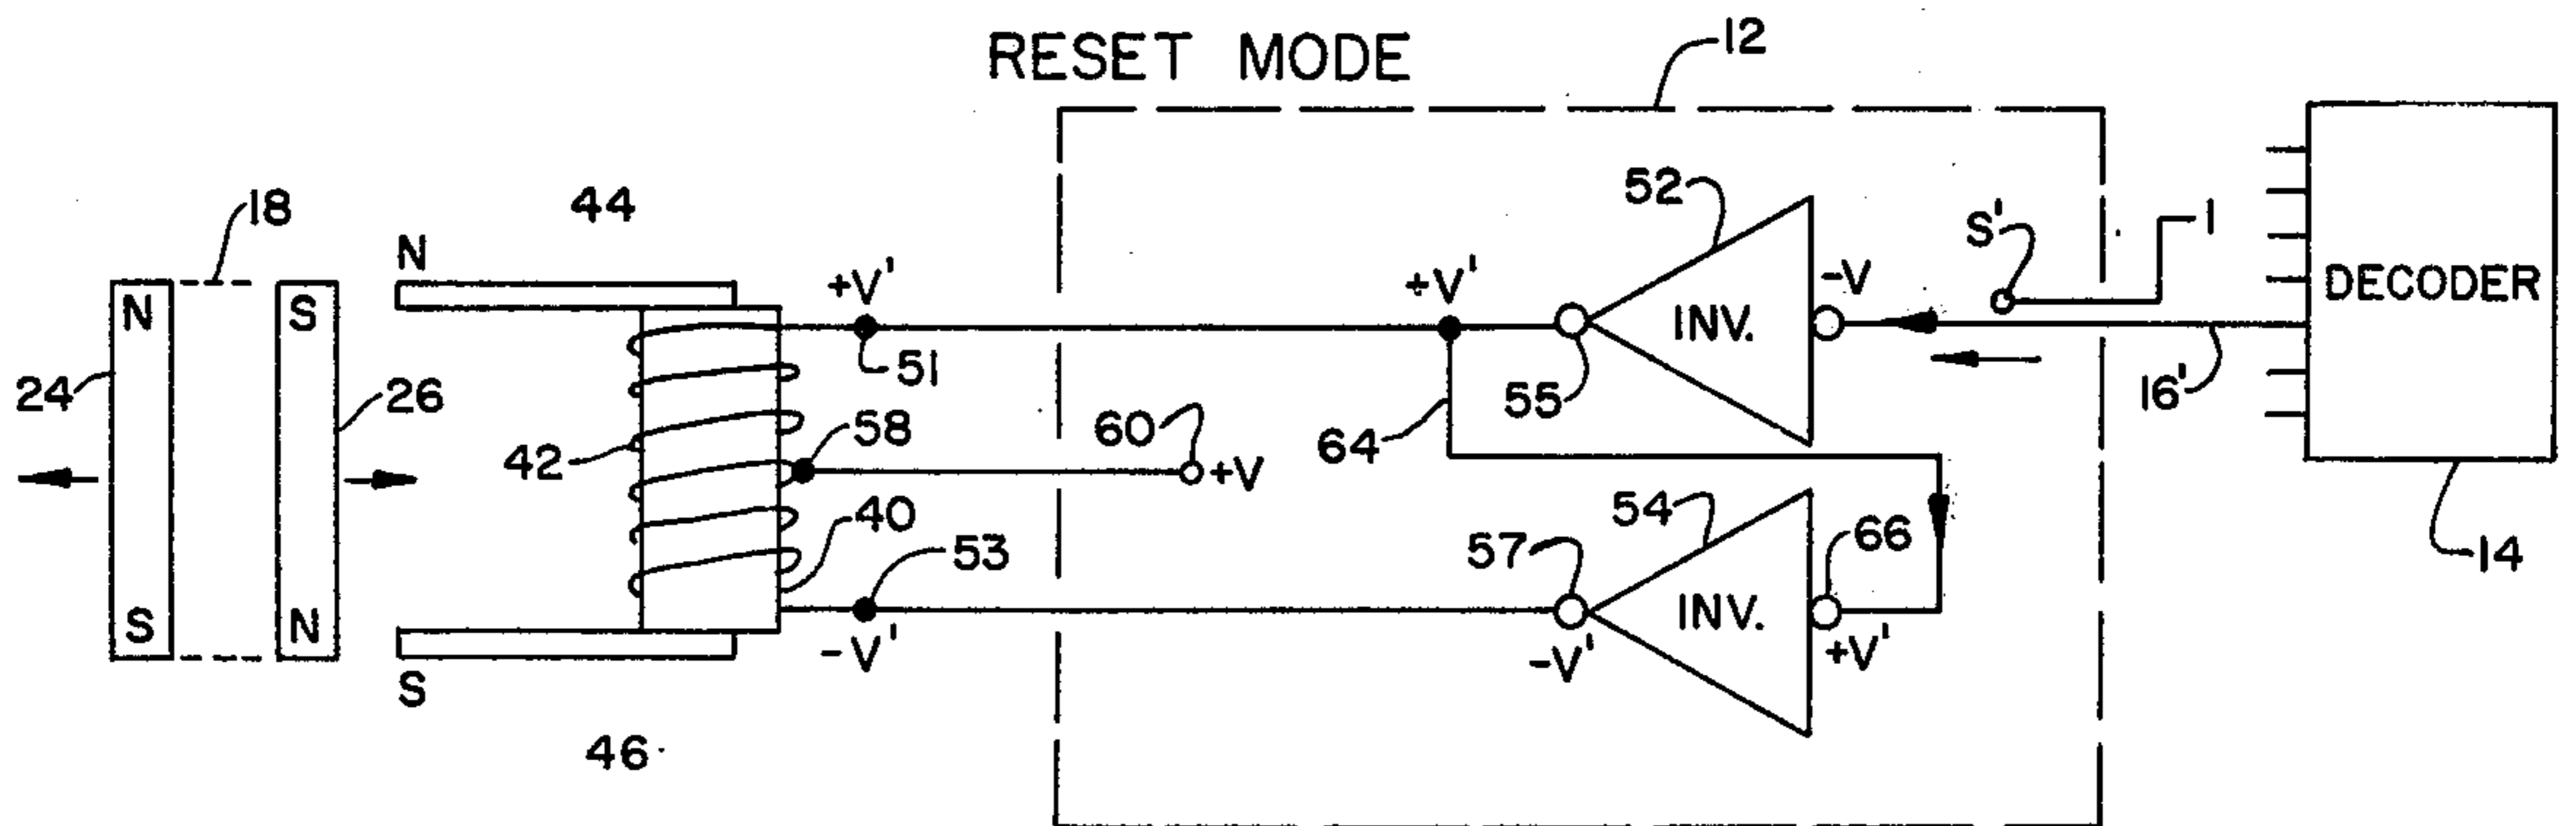 RESET MODE
12
18
44
52
S'
1
N
N
S
+V'
+V'
-V
INV.
DECODER
24
26
51
55
16'
42
58
60
+V
64
40
53
57
54
66
14
S
N
-V'
-V'
INV.
+V'
S
46